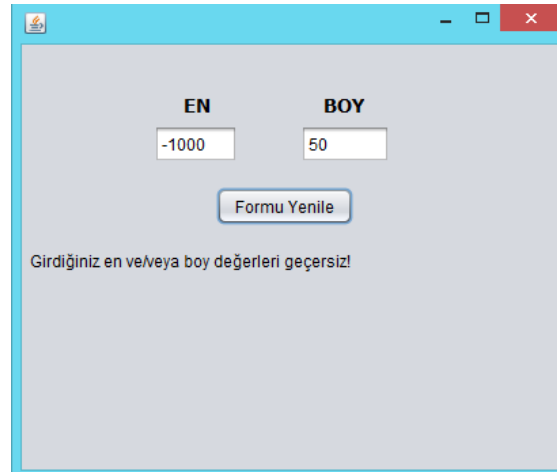 EN BOY
-1000 50
Formu Yenile
Girdiğiniz en ve/veya boy değerleri geçersiz!